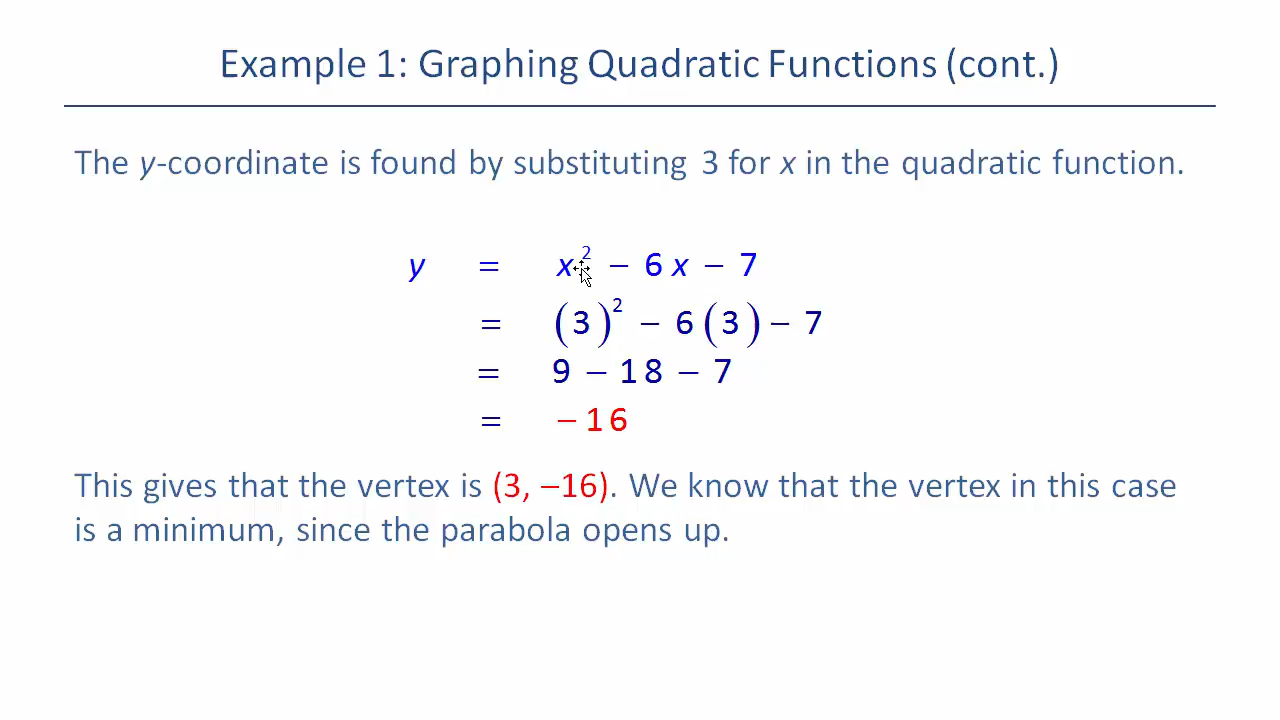 Example 1: Graphing Quadratic Functions (cont.)
The y-coordinate is found by substituting 3 for x in the quadratic function.
y = x² − 6x − 7
= (3)² − 6(3) − 7
= 9 − 18 − 7
= −16
This gives that the vertex is (3, −16). We know that the vertex in this case
is a minimum, since the parabola opens up.